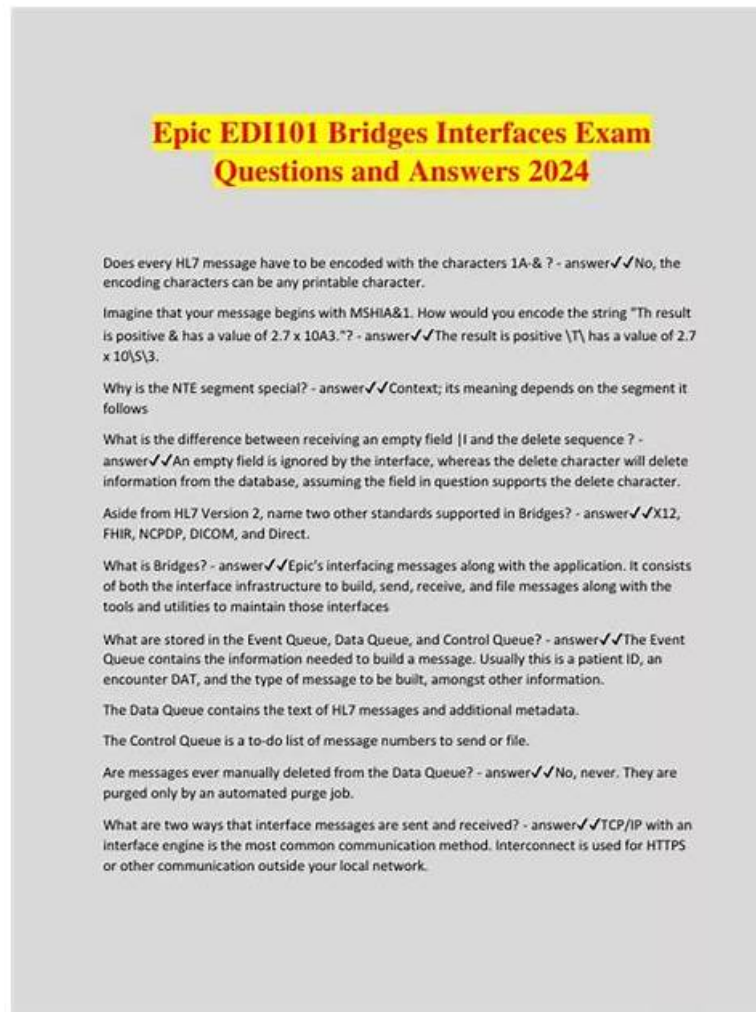 Epic EDI101 Bridges Interfaces Exam
Questions and Answers 2024
Does every HL7 message have to be encoded with the characters 1A-& ? - answer✓✓No, the
encoding characters can be any printable character.
Imagine that your message begins with MSHIA&1. How would you encode the string "Th result
is positive & has a value of 2.7 x 10A3."? - answer✓✓The result is positive \T\ has a value of 2.7
x 10\S\3.
Why is the NTE segment special? - answer✓✓Context; its meaning depends on the segment it
follows
What is the difference between receiving an empty field |I and the delete sequence ? -
answer✓✓An empty field is ignored by the interface, whereas the delete character will delete
information from the database, assuming the field in question supports the delete character.
Aside from HL7 Version 2, name two other standards supported in Bridges? - answer✓✓X12,
FHIR, NCPDP, DICOM, and Direct.
What is Bridges? - answer✓✓Epic's interfacing messages along with the application. It consists
of both the interface infrastructure to build, send, receive, and file messages along with the
tools and utilities to maintain those interfaces
What are stored in the Event Queue, Data Queue, and Control Queue? - answer✓✓The Event
Queue contains the information needed to build a message. Usually this is a patient ID, an
encounter DAT, and the type of message to be built, amongst other information.
The Data Queue contains the text of HL7 messages and additional metadata.
The Control Queue is a to-do list of message numbers to send or file.
Are messages ever manually deleted from the Data Queue? - answer✓✓No, never. They are
purged only by an automated purge job.
What are two ways that interface messages are sent and received? - answer✓✓TCP/IP with an
interface engine is the most common communication method. Interconnect is used for HTTPS
or other communication outside your local network.